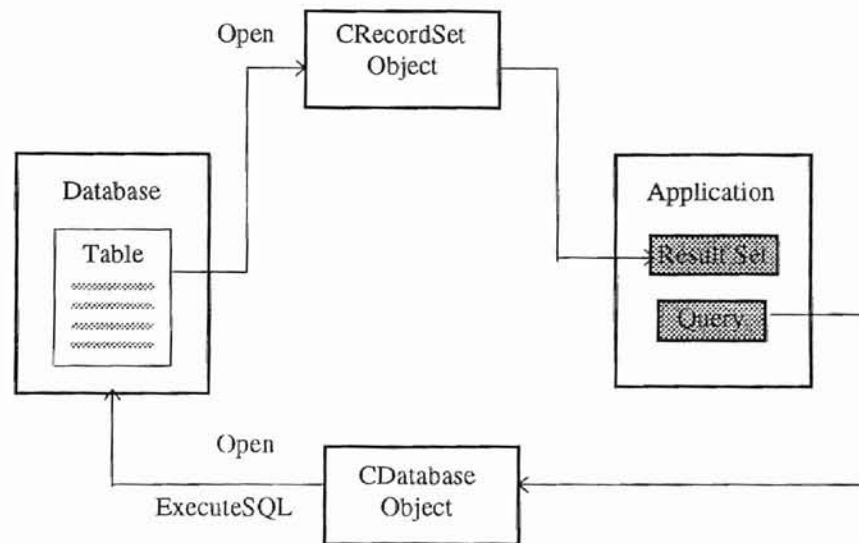 Open
CRecordSet
Object
Database
Table
Application
Result Set
Query
Open
ExecuteSQL
CDatabase
Object